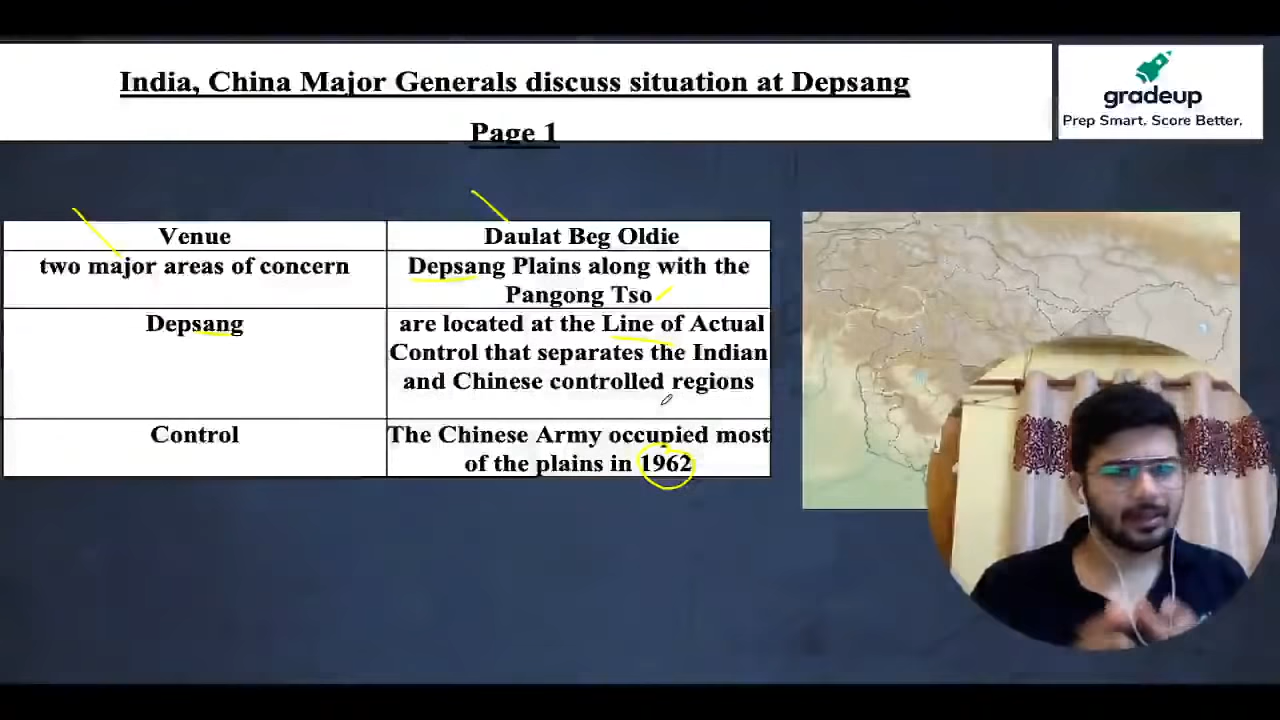 India, China Major Generals discuss situation at Depsang
Page 1
gradeup
Prep Smart. Score Better.
Venue
Daulat Beg Oldie
two major areas of concern
Depsang Plains along with the
Pangong Tso
Depsang
are located at the Line of Actual
Control that separates the Indian
and Chinese controlled regions
Control
The Chinese Army occupied most
of the plains in 1962